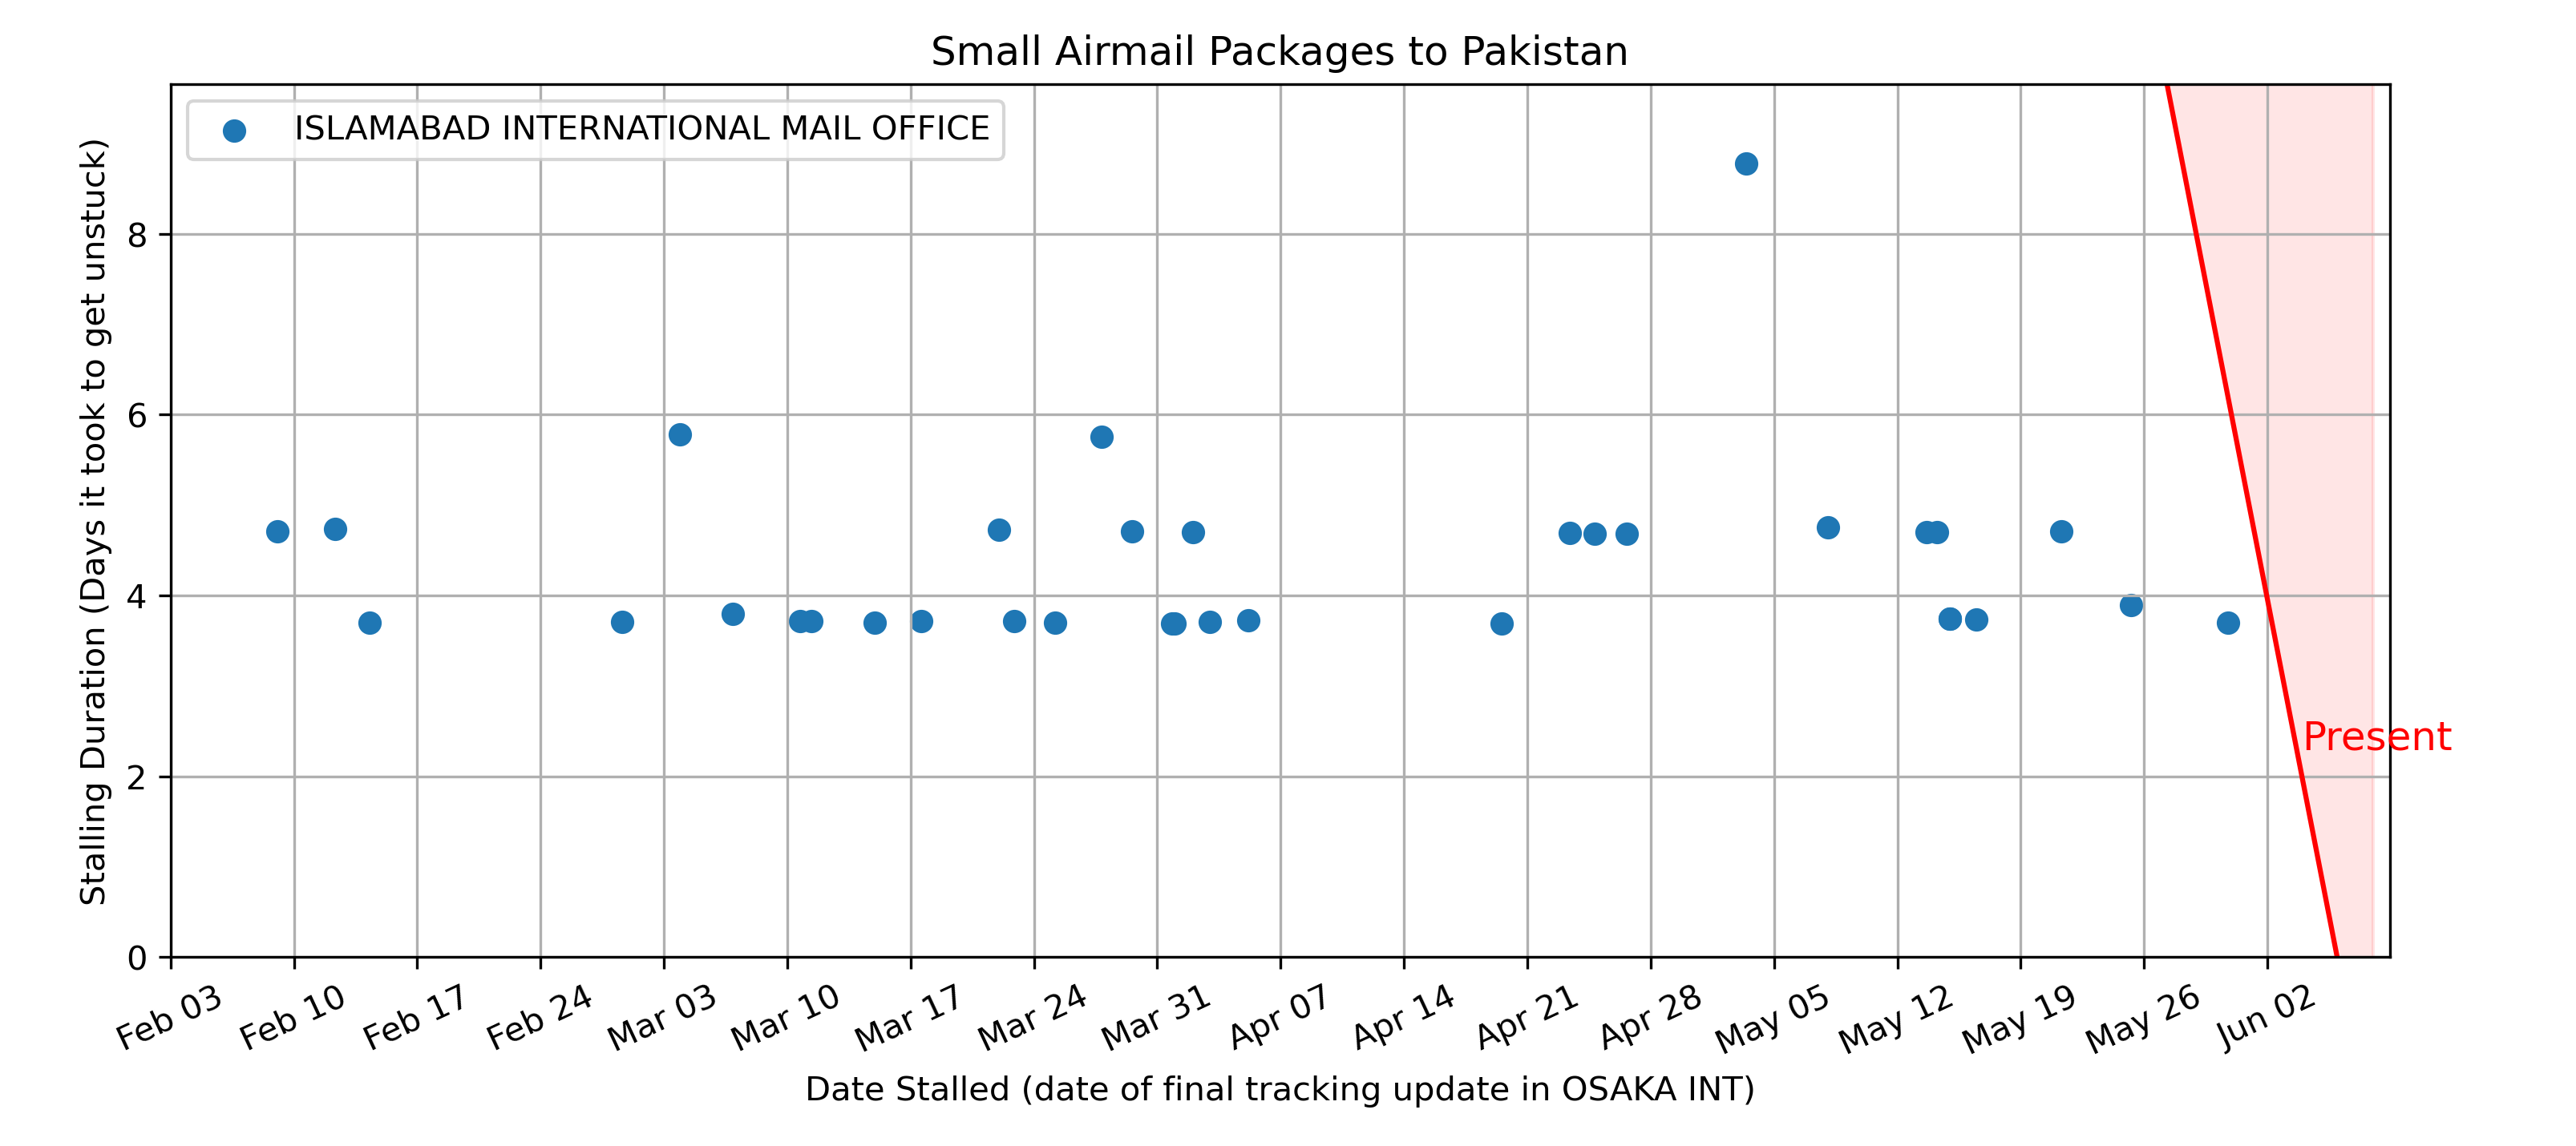 Small Airmail Packages to Pakistan
ISLAMABAD INTERNATIONAL MAIL OFFICE
Stalling Duration (Days it took to get unstuck)
8
6
4
2
0
Present
Feb 03 Feb 10 Feb 17 Feb 24 Mar 03 Mar 10 Mar 17 Mar 24 Mar 31 Apr 07 Apr 14 Apr 21 Apr 28 May 05 May 12 May 19 May 26 Jun 02
Date Stalled (date of final tracking update in OSAKA INT)